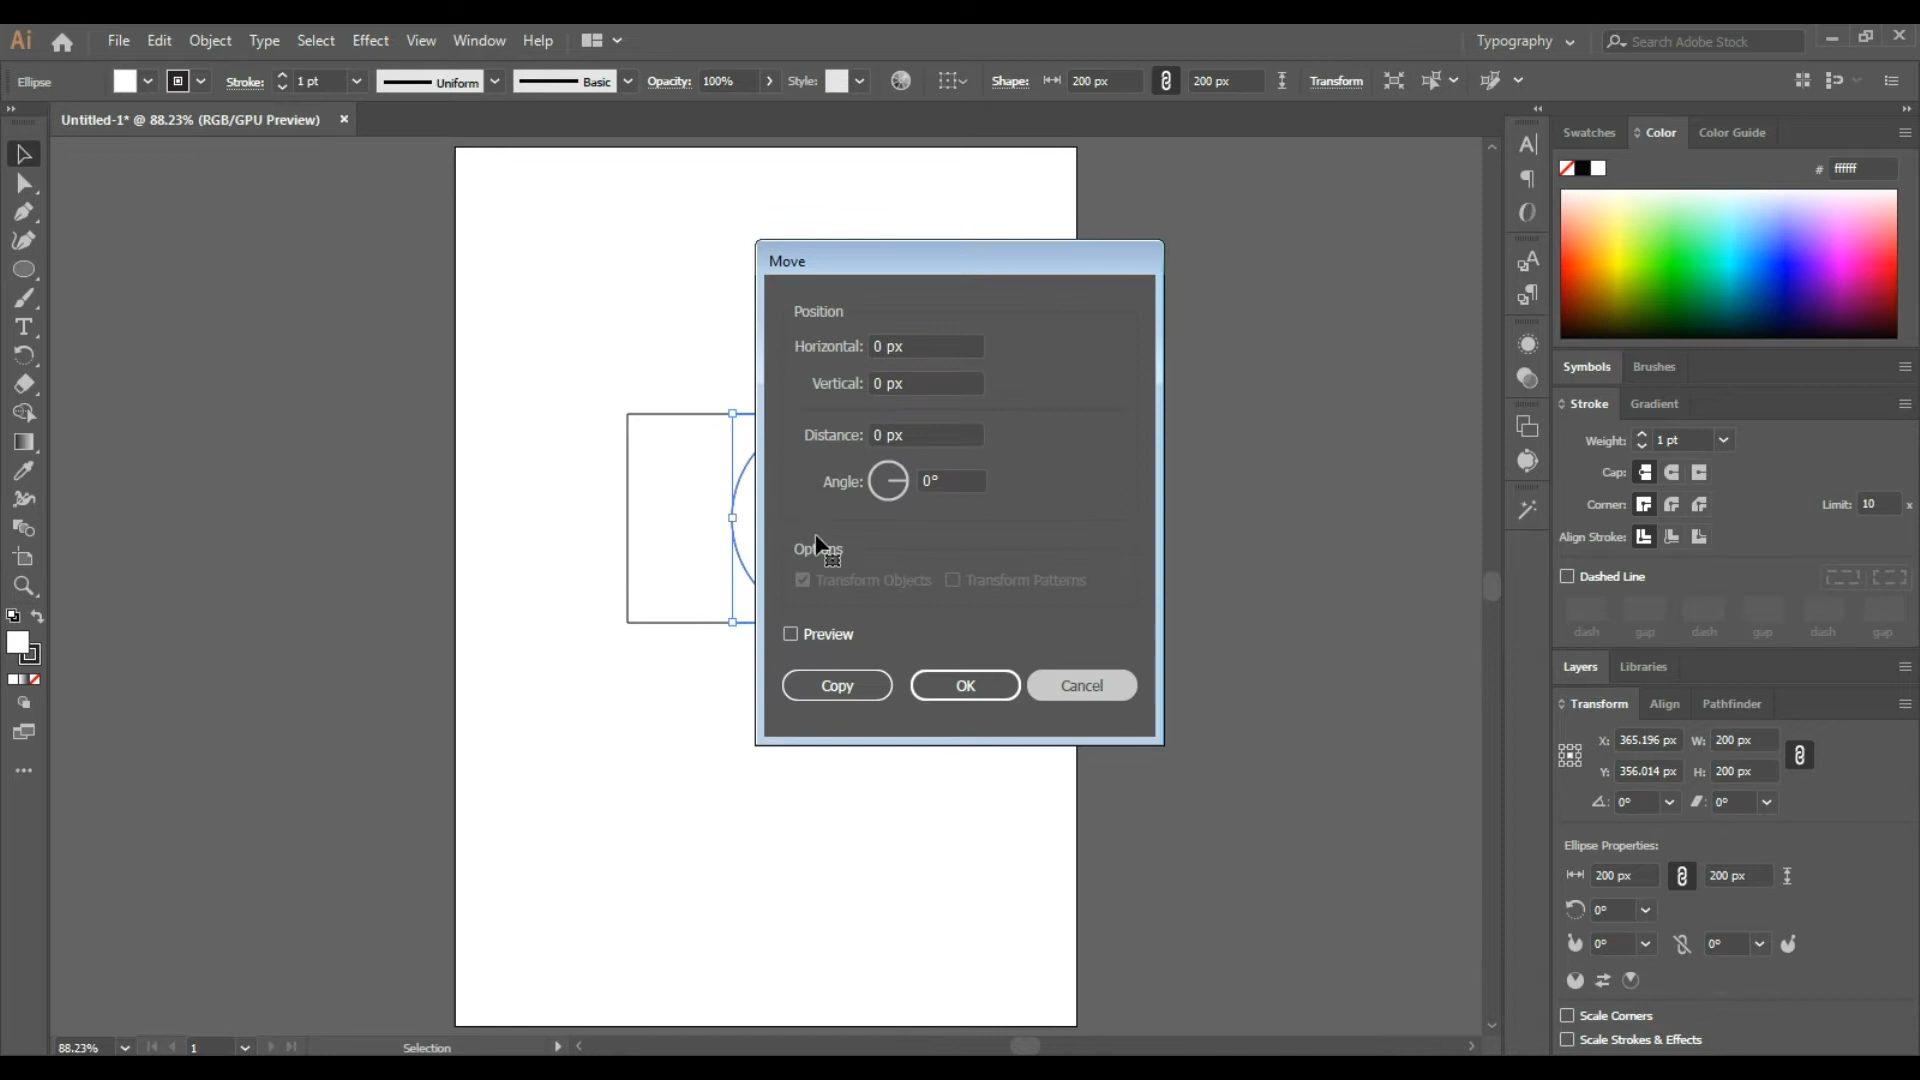 Ai File Edit Object Type Select Effect View Window Help Typography Search Adobe Stock
Ellipse Stroke: 1 pt Uniform Basic Opacity: 100% Style: Shape: 200 px 200 px Transform
Untitled-1* @ 88.23% (RGB/GPU Preview) ×
Move
Position
Horizontal: 0 px
Vertical: 0 px
Distance: 0 px
Angle: 0°
Options
Transform Objects Transform Patterns
Preview
Copy OK Cancel
Swatches Color Color Guide
# ffffff
Symbols Brushes
Stroke Gradient
Weight: 1 pt
Cap:
Corner: Limit: 10 x
Align Stroke:
Dashed Line
dash gap dash gap dash gap
Layers Libraries
Transform Align Pathfinder
X: 365.196 px W: 200 px
Y: 356.014 px H: 200 px
0° 0°
Ellipse Properties:
200 px 200 px
0°
0° 0°
Scale Corners
Scale Strokes & Effects
88.23% 1 Selection